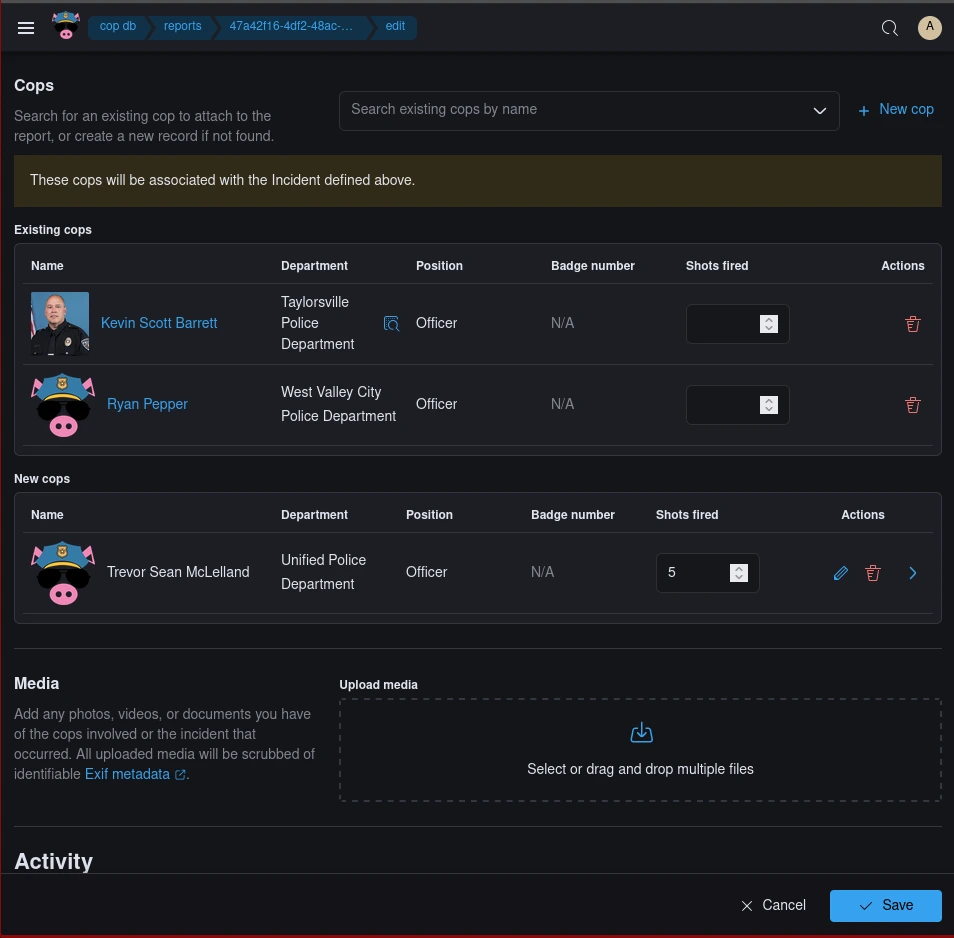 cop db
reports
47a42f16-4df2-48ac-...
edit
A
Cops
Search for an existing cop to attach to the
report, or create a new record if not found.
Search existing cops by name
+ New cop
These cops will be associated with the Incident defined above.
Existing cops
Name Department Position Badge number Shots fired Actions
Kevin Scott Barrett
Taylorsville
Police
Department
Officer
N/A
Ryan Pepper
West Valley City
Police Department
Officer
N/A
New cops
Name Department Position Badge number Shots fired Actions
Trevor Sean McLelland
Unified Police
Department
Officer
N/A
5
Media
Add any photos, videos, or documents you have
of the cops involved or the incident that
occurred. All uploaded media will be scrubbed of
identifiable Exif metadata.
Upload media
Select or drag and drop multiple files
Activity
Cancel
Save